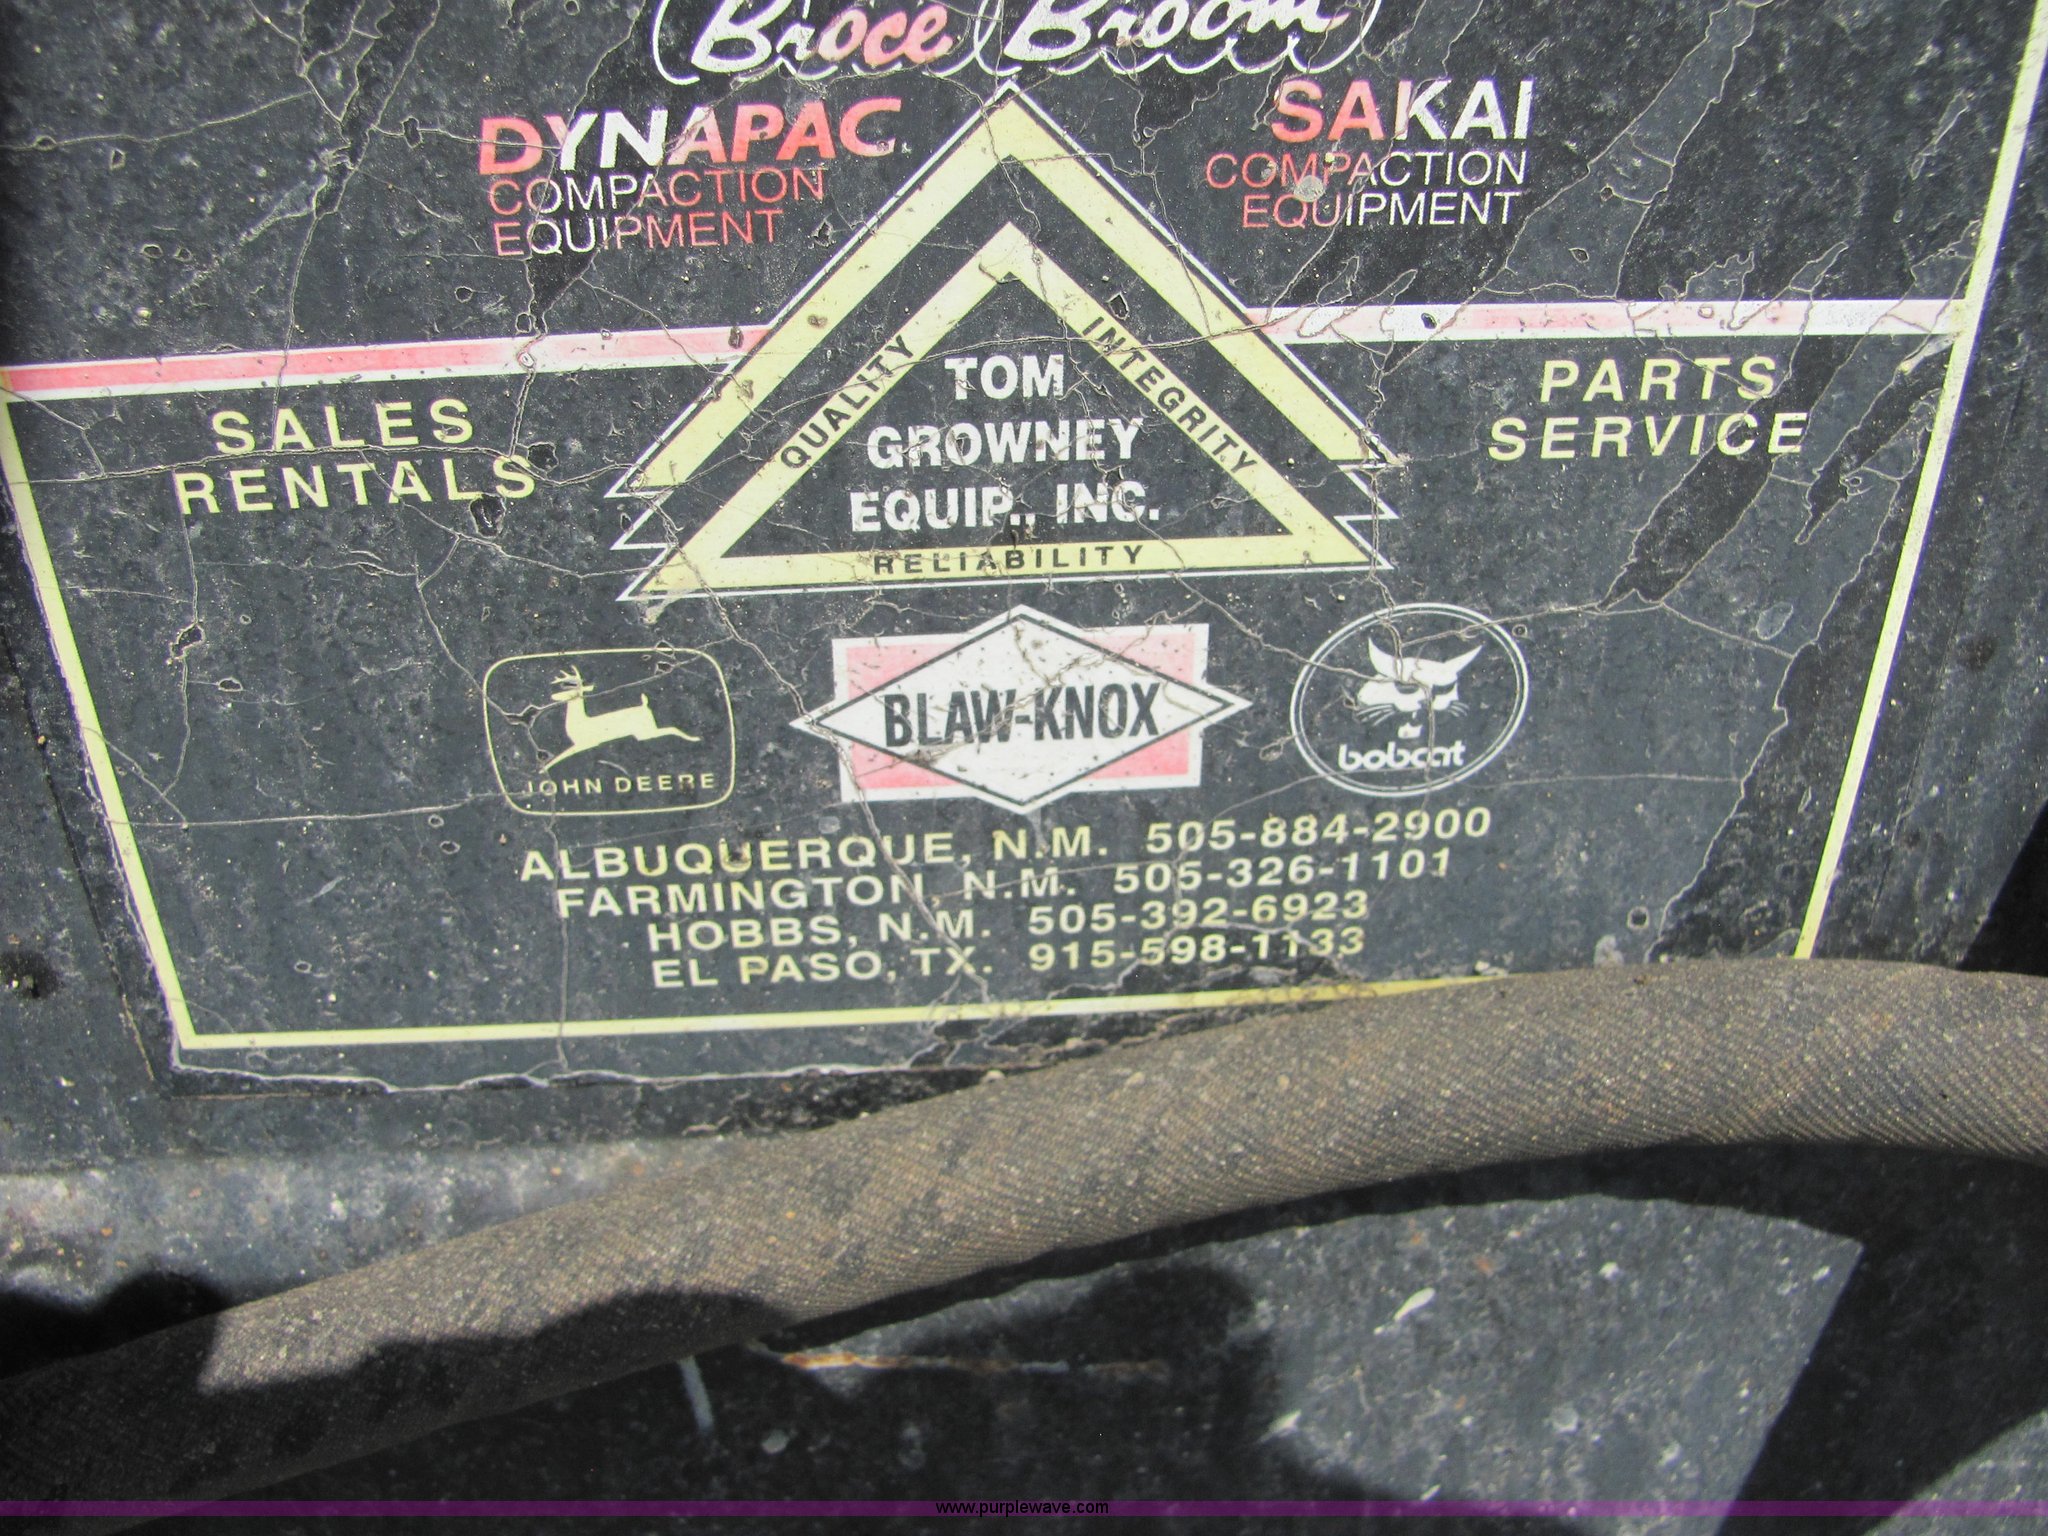 Broce Broom
DYNAPAC
COMPACTION
EQUIPMENT
SAKAI
COMPACTION
EQUIPMENT
SALES
RENTALS
QUALITY
INTEGRITY
TOM
GROWNEY
EQUIP., INC.
RELIABILITY
PARTS
SERVICE
JOHN DEERE
BLAW-KNOX
bobcat
ALBUQUERQUE, N.M. 505-884-2900
FARMINGTON, N.M. 505-326-1101
HOBBS, N.M. 505-392-6923
EL PASO, TX. 915-598-1133
www.purplewave.com